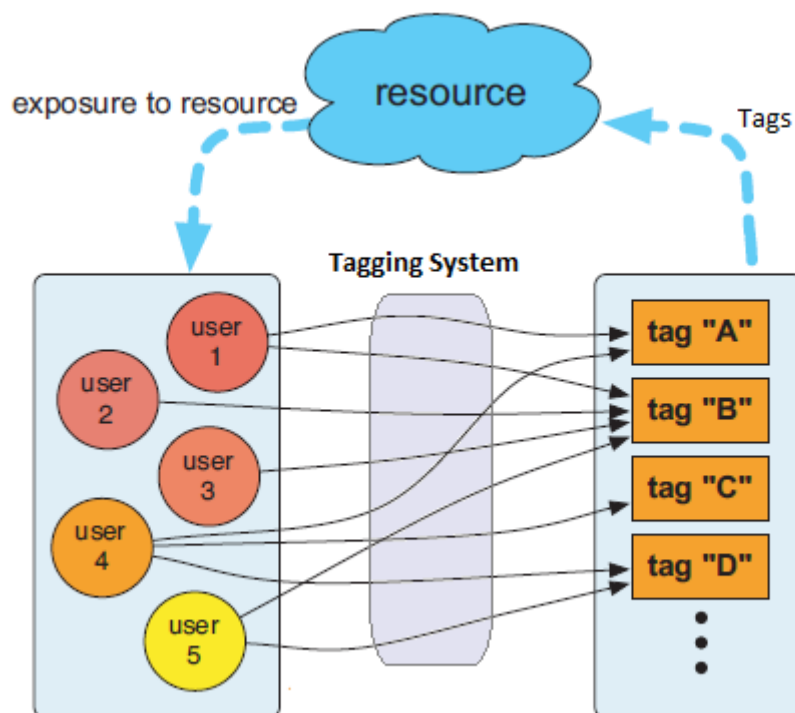 resource
exposure to resource
Tags
Tagging System
user
1
user
2
user
3
user
4
user
5
tag "A"
tag "B"
tag "C"
tag "D"